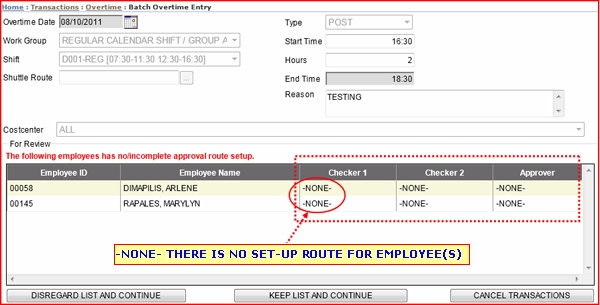 Home : Transactions : Overtime : Batch Overtime Entry
Overtime Date 08/10/2011 Type POST
Work Group REGULAR CALENDAR SHIFT / GROUP A Start Time 16:30
Shift D001-REG [07:30-11:30 12:30-16:30] Hours 2
Shuttle Route ... End Time 18:30
Reason TESTING
Costcenter ALL
For Review
The following employees has no/incomplete approval route setup.
Employee ID Employee Name Checker 1 Checker 2 Approver
00058 DIMAPILIS, ARLENE -NONE- -NONE- -NONE-
00145 RAPALES, MARYLYN -NONE- -NONE- -NONE-
-NONE- THERE IS NO SET-UP ROUTE FOR EMPLOYEE(S)
DISREGARD LIST AND CONTINUE KEEP LIST AND CONTINUE CANCEL TRANSACTIONS